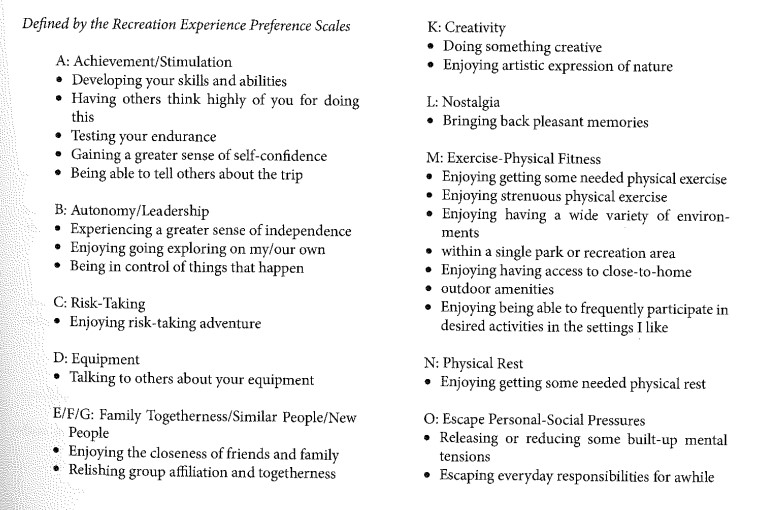 Defined by the Recreation Experience Preference Scales
A: Achievement/Stimulation
• Developing your skills and abilities
• Having others think highly of you for doing
this
• Testing your endurance
• Gaining a greater sense of self-confidence
• Being able to tell others about the trip
B: Autonomy/Leadership
• Experiencing a greater sense of independence
• Enjoying going exploring on my/our own
• Being in control of things that happen
C: Risk-Taking
• Enjoying risk-taking adventure
D: Equipment
• Talking to others about your equipment
E/F/G: Family Togetherness/Similar People/New
People
• Enjoying the closeness of friends and family
• Relishing group affiliation and togetherness
K: Creativity
• Doing something creative
• Enjoying artistic expression of nature
L: Nostalgia
• Bringing back pleasant memories
M: Exercise-Physical Fitness
• Enjoying getting some needed physical exercise
• Enjoying strenuous physical exercise
• Enjoying having a wide variety of environ-
ments
• within a single park or recreation area
• Enjoying having access to close-to-home
• outdoor amenities
• Enjoying being able to frequently participate in
desired activities in the settings I like
N: Physical Rest
• Enjoying getting some needed physical rest
O: Escape Personal-Social Pressures
• Releasing or reducing some built-up mental
tensions
• Escaping everyday responsibilities for awhile